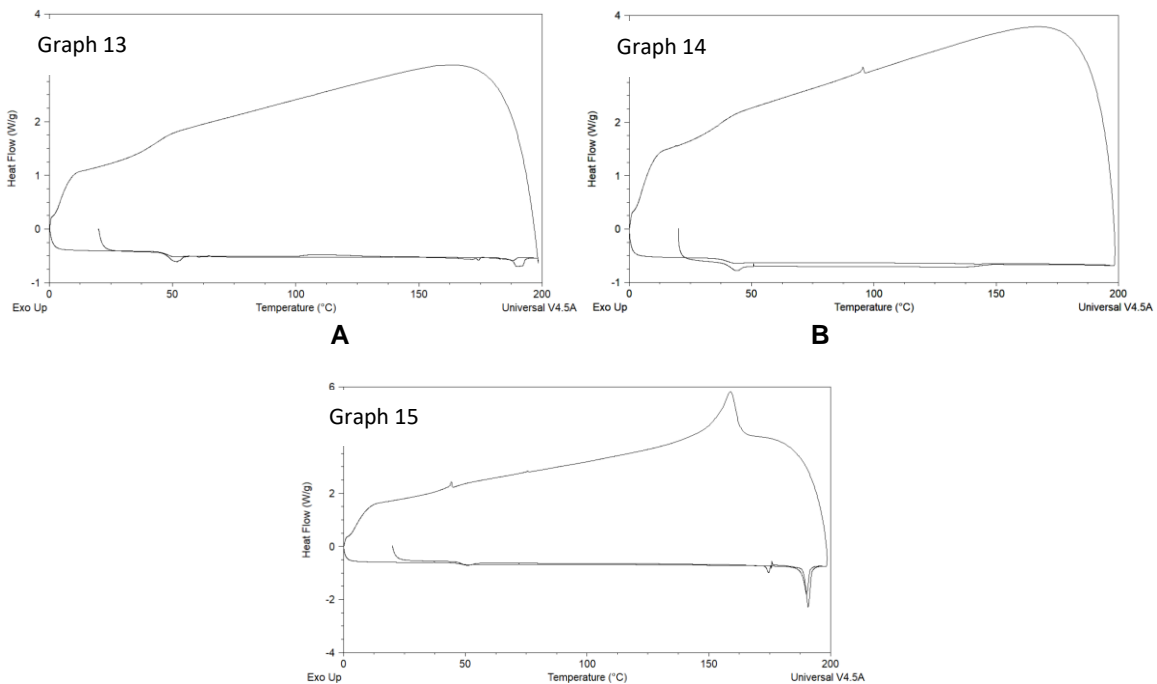 Graph 13
4
2
1
0
-1
Heat Flow (W/g)
0
50
100
150
200
Exo Up
Temperature (°C)
Universal V4.5A
A
Graph 14
4
2
1
0
-1
Heat Flow (W/g)
0
50
100
150
200
Exo Up
Temperature (°C)
Universal V4.5A
B
Graph 15
6
2
0
-2
-4
Heat Flow (W/g)
0
50
100
150
200
Exo Up
Temperature (°C)
Universal V4.5A